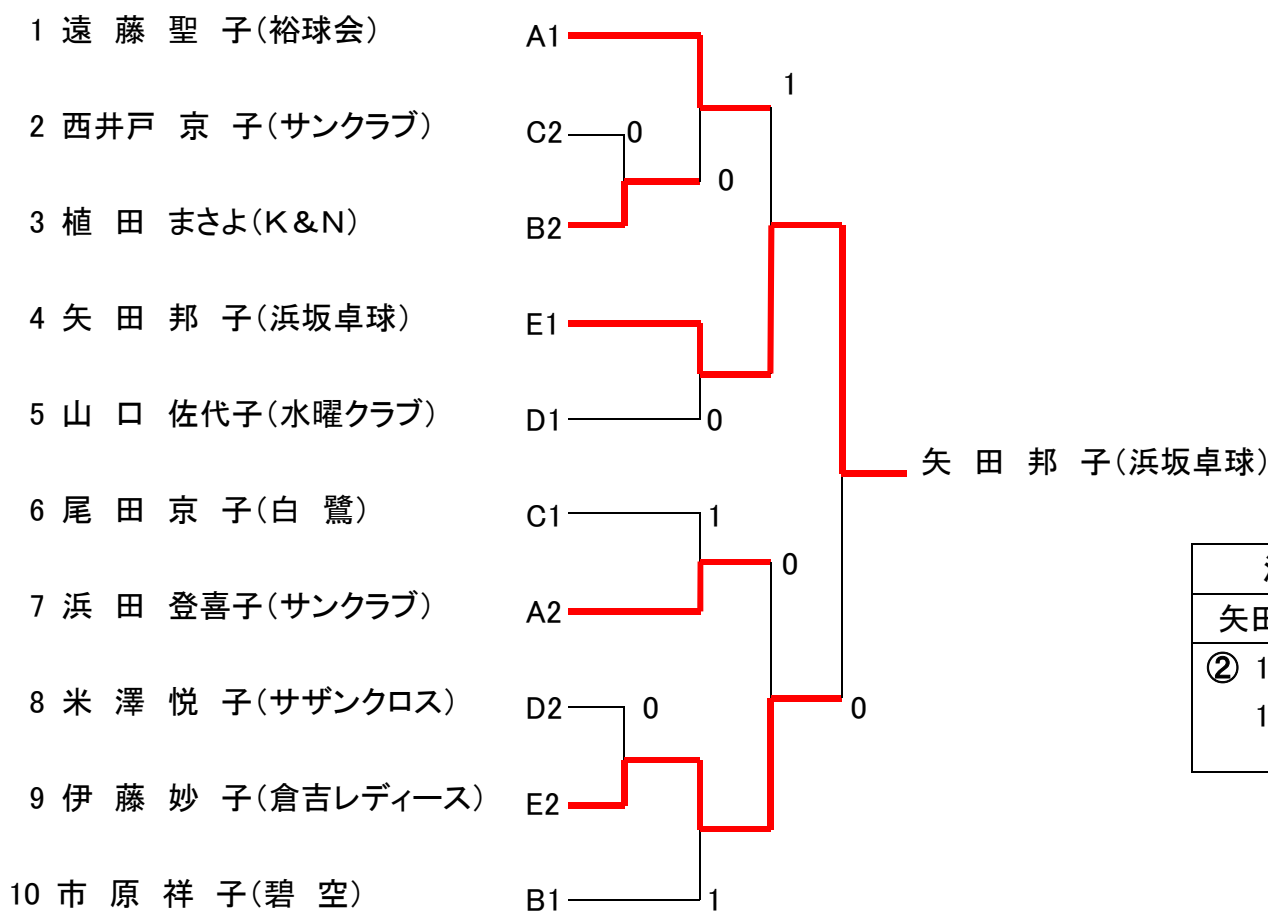 1 遠 藤 聖 子(裕球会) A1
1
2 西井戸 京 子(サンクラブ) C2 0
0
3 植 田 まさよ(K&N) B2
4 矢 田 邦 子(浜坂卓球) E1
5 山 口 佐代子(水曜クラブ) D1 0
矢 田 邦 子(浜坂卓球)
6 尾 田 京 子(白 鷺) C1 1
0
7 浜 田 登喜子(サンクラブ) A2
矢田
8 米 澤 悦 子(サザンクロス) D2 0 0
② 1
1
9 伊 藤 妙 子(倉吉レディース) E2
10 市 原 祥 子(碧 空) B1 1